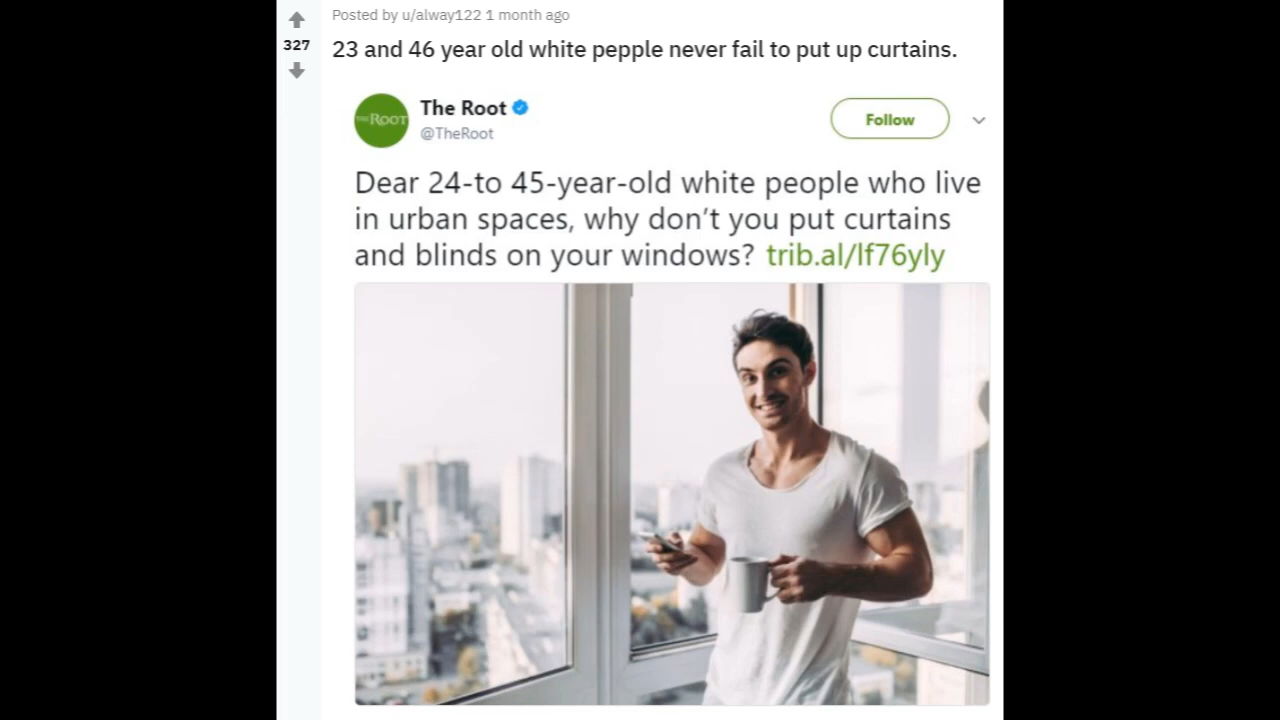 Posted by u/alway122 1 month ago
327
23 and 46 year old white pepple never fail to put up curtains.
The Root
THE ROOT
@TheRoot
Follow
Dear 24-to 45-year-old white people who live
in urban spaces, why don’t you put curtains
and blinds on your windows? trib.al/lf76yly